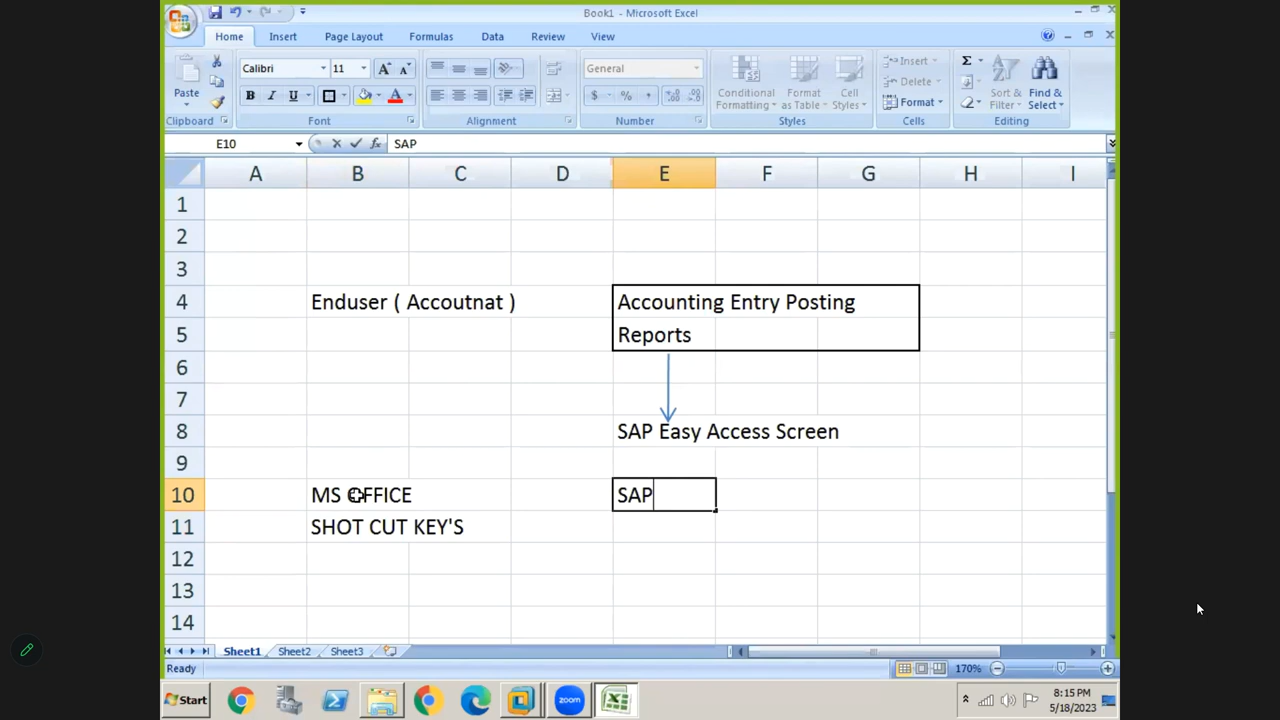 Book1 - Microsoft Excel
Home Insert Page Layout Formulas Data Review View
Paste
Calibri 11 A A
General
B I U A
$ % ,
Conditional Formatting
Format as Table
Cell Styles
Insert
Delete
Format
Σ
Sort & Filter
Find & Select
Clipboard Font Alignment Number Styles Cells Editing
E10 fx SAP
A B C D E F G H I
1
2
3
4 Enduser ( Accoutnat ) Accounting Entry Posting
5 Reports
6
7
8 SAP Easy Access Screen
9
10 MS OFFICE SAP
11 SHOT CUT KEY'S
12
13
14
Sheet1 Sheet2 Sheet3
Ready 170%
Start zoom 8:15 PM
5/18/2023